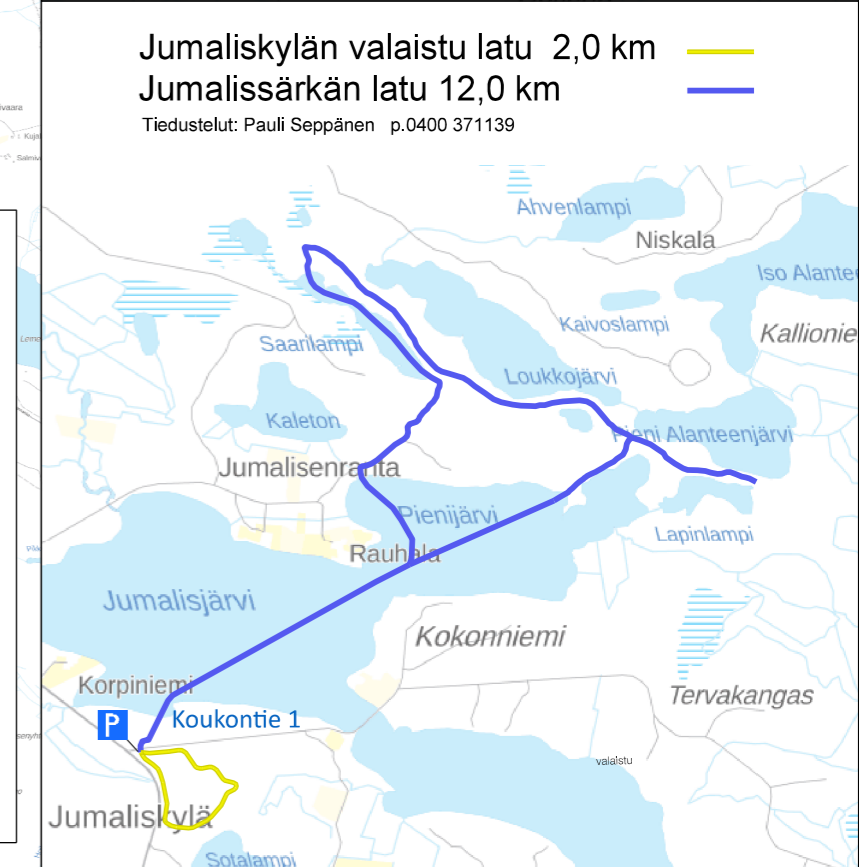 Jumaliskylän valaistu latu 2,0 km
Jumalissärkän latu 12,0 km
Tiedustelut: Pauli Seppänen p.0400 371139
Ahvenlampi
Niskala
Iso Alantee
Kaivoslampi
Kallionie
Saarilampi
Loukkojärvi
Kaleton
Pieni Alanteenjärvi
Jumalisenranta
Pienijärvi
Lapinlampi
Rauhala
Jumalisjärvi
Kokonniemi
Korpiniemi
Tervakangas
P
Koukontie 1
valaistu
Jumaliskylä
Sotalampi